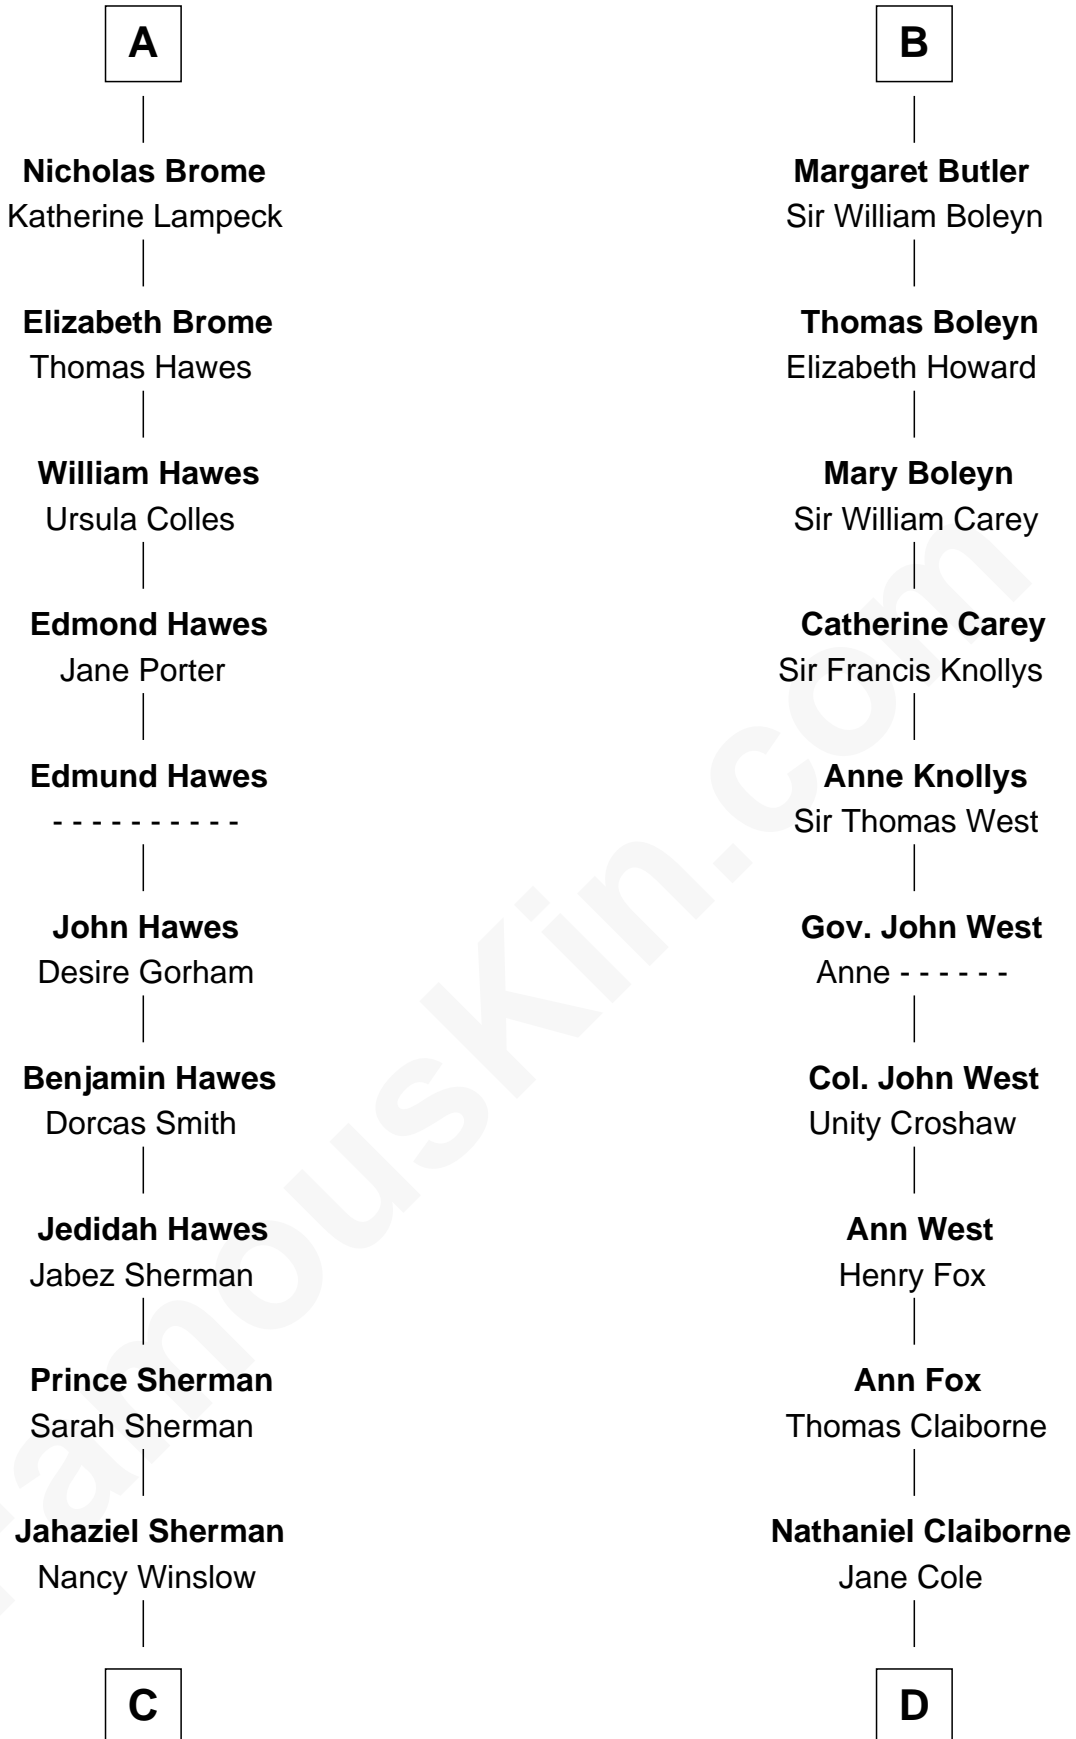 A
Nicholas Brome
Katherine Lampeck
Elizabeth Brome
Thomas Hawes
William Hawes
Ursula Colles
Edmond Hawes
Jane Porter
Edmund Hawes
- - - - - - - - - -
John Hawes
Desire Gorham
Benjamin Hawes
Dorcas Smith
Jedidah Hawes
Jabez Sherman
Prince Sherman
Sarah Sherman
Jahaziel Sherman
Nancy Winslow
C
B
Margaret Butler
Sir William Boleyn
Thomas Boleyn
Elizabeth Howard
Mary Boleyn
Sir William Carey
Catherine Carey
Sir Francis Knollys
Anne Knollys
Sir Thomas West
Gov. John West
Anne - - - - - -
Col. John West
Unity Croshaw
Ann West
Henry Fox
Ann Fox
Thomas Claiborne
Nathaniel Claiborne
Jane Cole
D
FamousKin.com